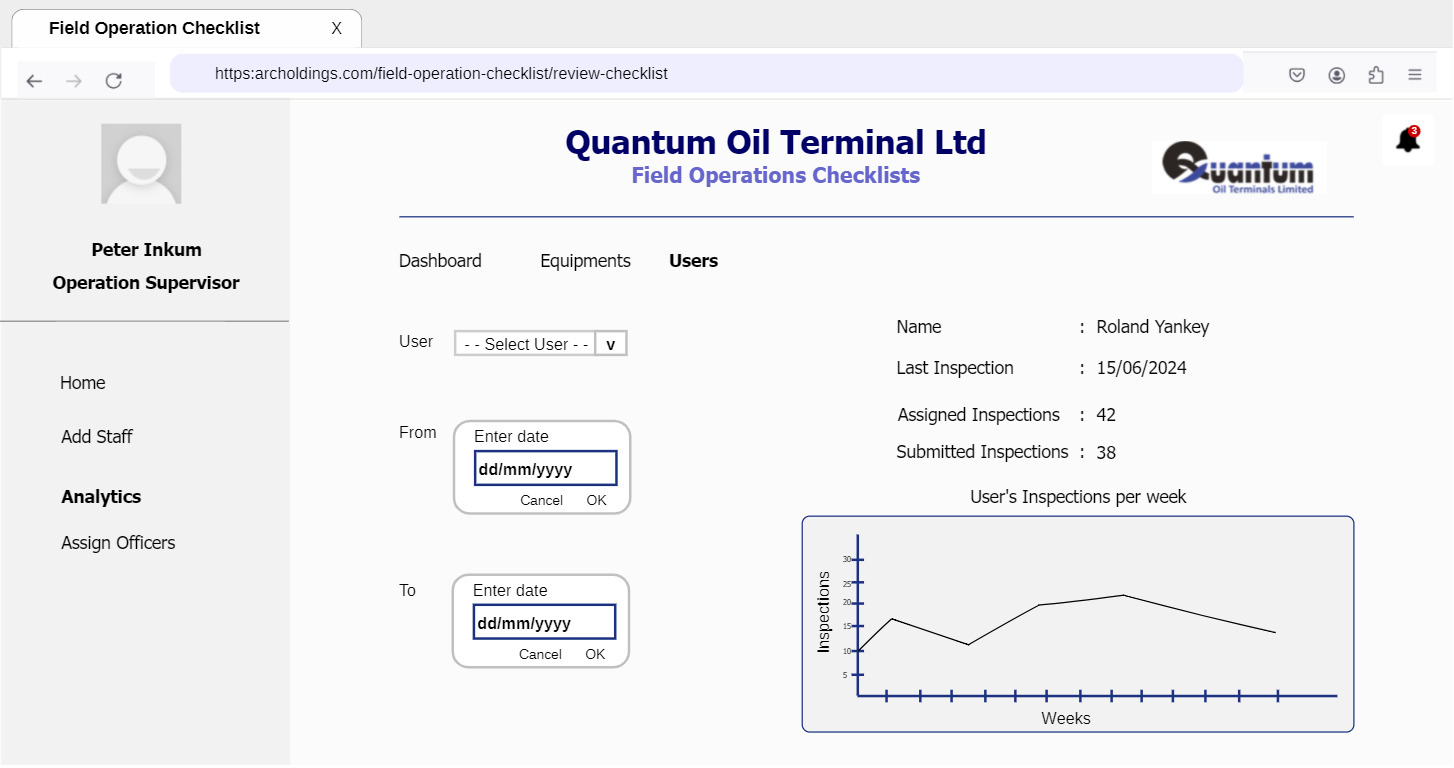 Field Operation Checklist X
https:archoldings.com/field-operation-checklist/review-checklist
Quantum Oil Terminal Ltd
Field Operations Checklists
Quantum
Oil Terminals Limited
3
Peter Inkum
Operation Supervisor
Home
Add Staff
Analytics
Assign Officers
Dashboard Equipments Users
User - - Select User - - v
From Enter date
dd/mm/yyyy
Cancel OK
To Enter date
dd/mm/yyyy
Cancel OK
Name : Roland Yankey
Last Inspection : 15/06/2024
Assigned Inspections : 42
Submitted Inspections : 38
User's Inspections per week
Inspections
30
25
20
15
10
5
Weeks